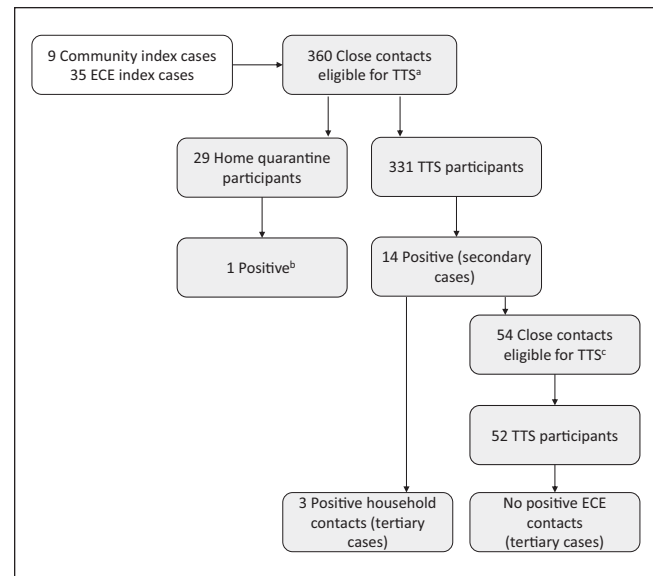 9 Community index cases
35 ECE index cases
360 Close contacts
eligible for TTSᵃ
29 Home quarantine
participants
331 TTS participants
1 Positiveᵇ
14 Positive (secondary
cases)
54 Close contacts
eligible for TTSᶜ
52 TTS participants
3 Positive household
contacts (tertiary
cases)
No positive ECE
contacts
(tertiary cases)